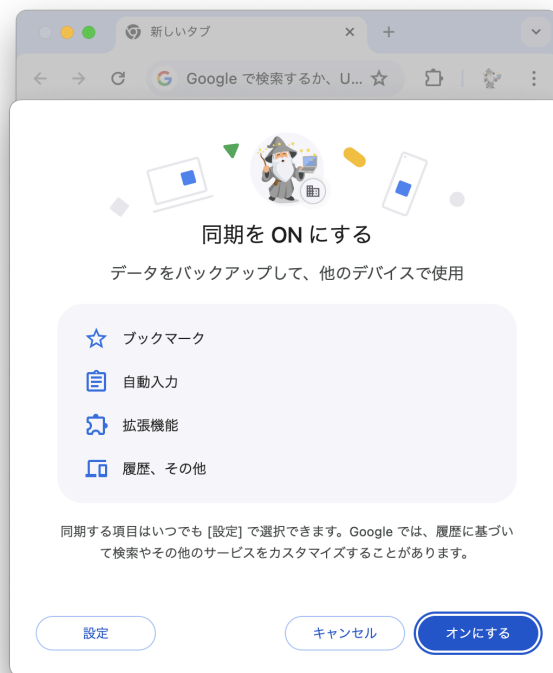 新しいタブ
Google で検索するか、U...
同期を ON にする
データをバックアップして、他のデバイスで使用
ブックマーク
自動入力
拡張機能
履歴、その他
同期する項目はいつでも [設定] で選択できます。Google では、履歴に基づい
て検索やその他のサービスをカスタマイズすることがあります。
設定
キャンセル
オンにする